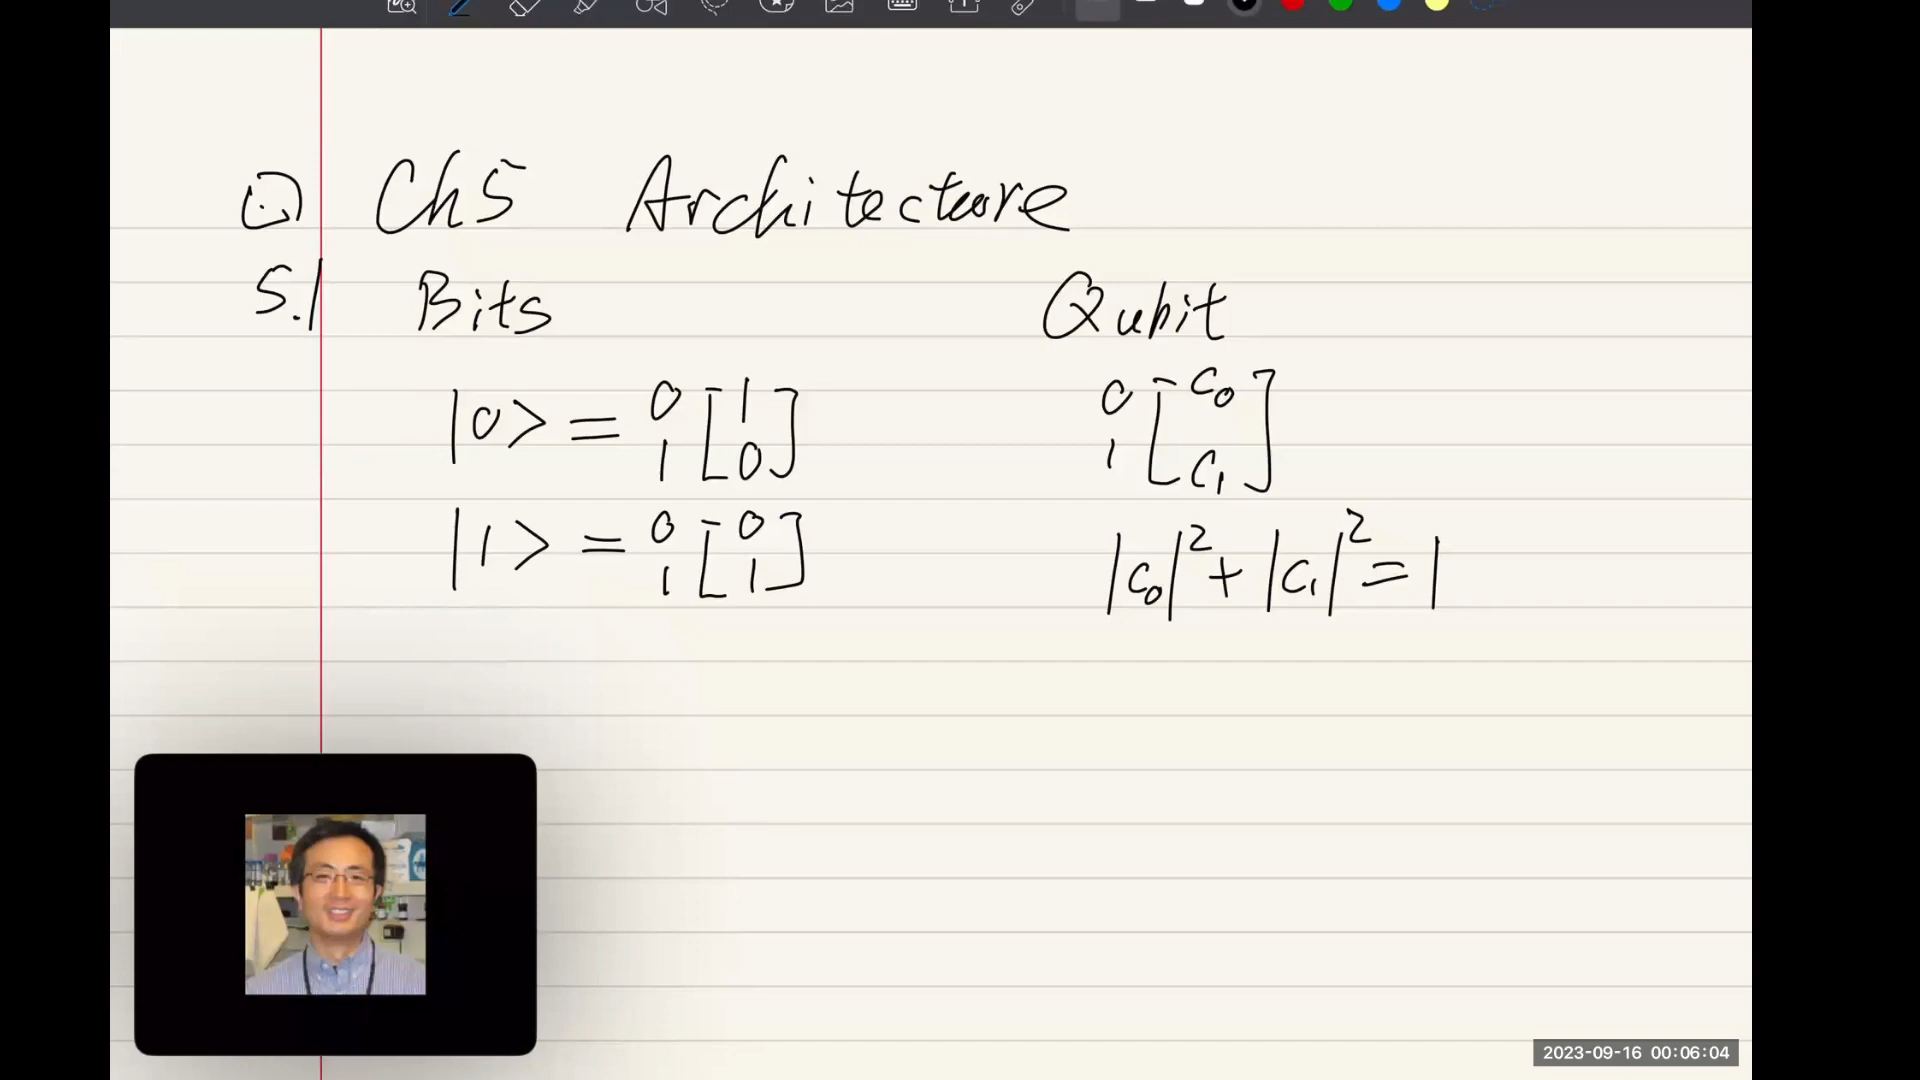 Ch5 Architecture
5.1 Bits Qubit
|0> = 0 [1] 0 [c₀]
1 [0] 1 [c₁]
|1> = 0 [0]
1 [1]
|c₀|² + |c₁|² = 1
2023-09-16 00:06:04